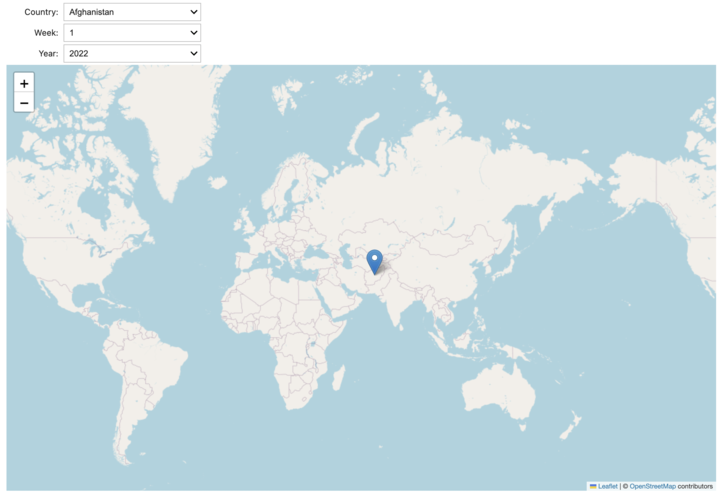 Country: Afghanistan
Week: 1
Year: 2022
+
−
Leaflet | © OpenStreetMap contributors